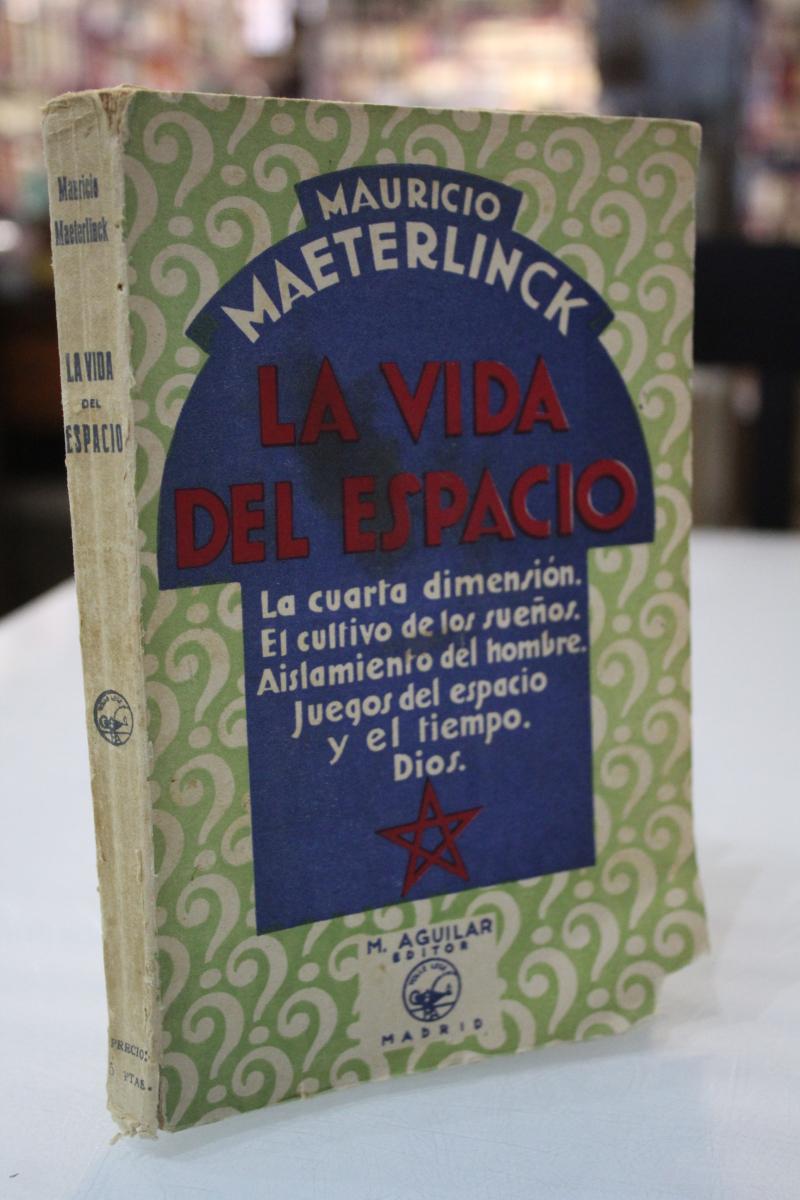 Mauricio
Maeterlinck
LA VIDA
DEL
ESPACIO
PRECIO:
5 PTAS.
MAURICIO
MAETERLINCK
LA VIDA
DEL ESPACIO
La cuarta dimensión.
El cultivo de los sueños.
Aislamiento del hombre.
Juegos del espacio
y el tiempo.
Dios.
M. AGUILAR
EDITOR
MADRID